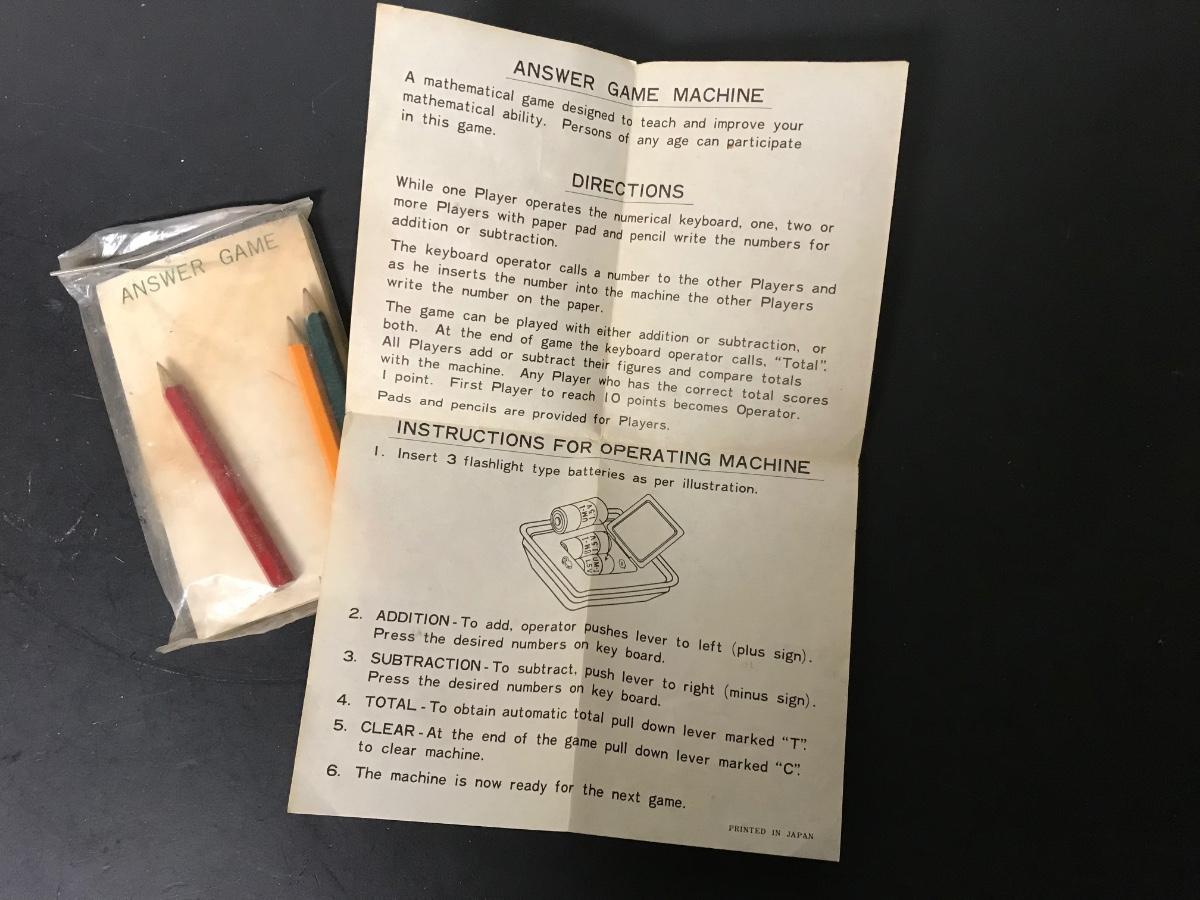 ANSWER GAME MACHINE
A mathematical game designed to teach and improve your
mathematical ability. Persons of any age can participate
in this game.
DIRECTIONS
While one Player operates the numerical keyboard, one, two or
more Players with paper pad and pencil write the numbers for
addition or subtraction.
The keyboard operator calls a number to the other Players and
as he inserts the number into the machine the other Players
write the number on the paper.
The game can be played with either addition or subtraction, or
both. At the end of game the keyboard operator calls, "Total".
All Players add or subtract their figures and compare totals
with the machine. Any Player who has the correct total scores
1 point. First Player to reach 10 points becomes Operator.
Pads and pencils are provided for Players.
INSTRUCTIONS FOR OPERATING MACHINE
1. Insert 3 flashlight type batteries as per illustration.
2. ADDITION - To add, operator pushes lever to left (plus sign).
Press the desired numbers on key board.
3. SUBTRACTION - To subtract, push lever to right (minus sign).
Press the desired numbers on key board.
4. TOTAL - To obtain automatic total pull down lever marked "T".
5. CLEAR - At the end of the game pull down lever marked "C".
to clear machine.
6. The machine is now ready for the next game.
PRINTED IN JAPAN
ANSWER GAME